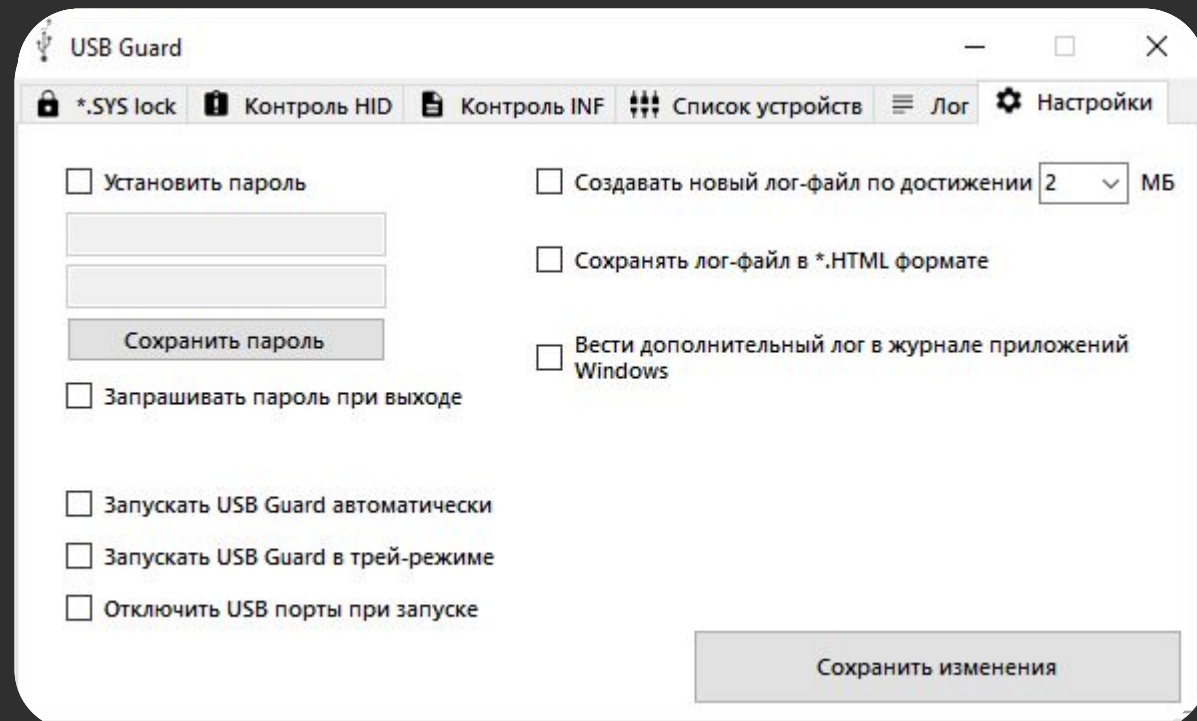 USB Guard
*.SYS lock Контроль HID Контроль INF Список устройств Лог Настройки
Установить пароль
Сохранить пароль
Запрашивать пароль при выходе
Запускать USB Guard автоматически
Запускать USB Guard в трей-режиме
Отключить USB порты при запуске
Создавать новый лог-файл по достижении 2 МБ
Сохранять лог-файл в *.HTML формате
Вести дополнительный лог в журнале приложений
Windows
Сохранить изменения